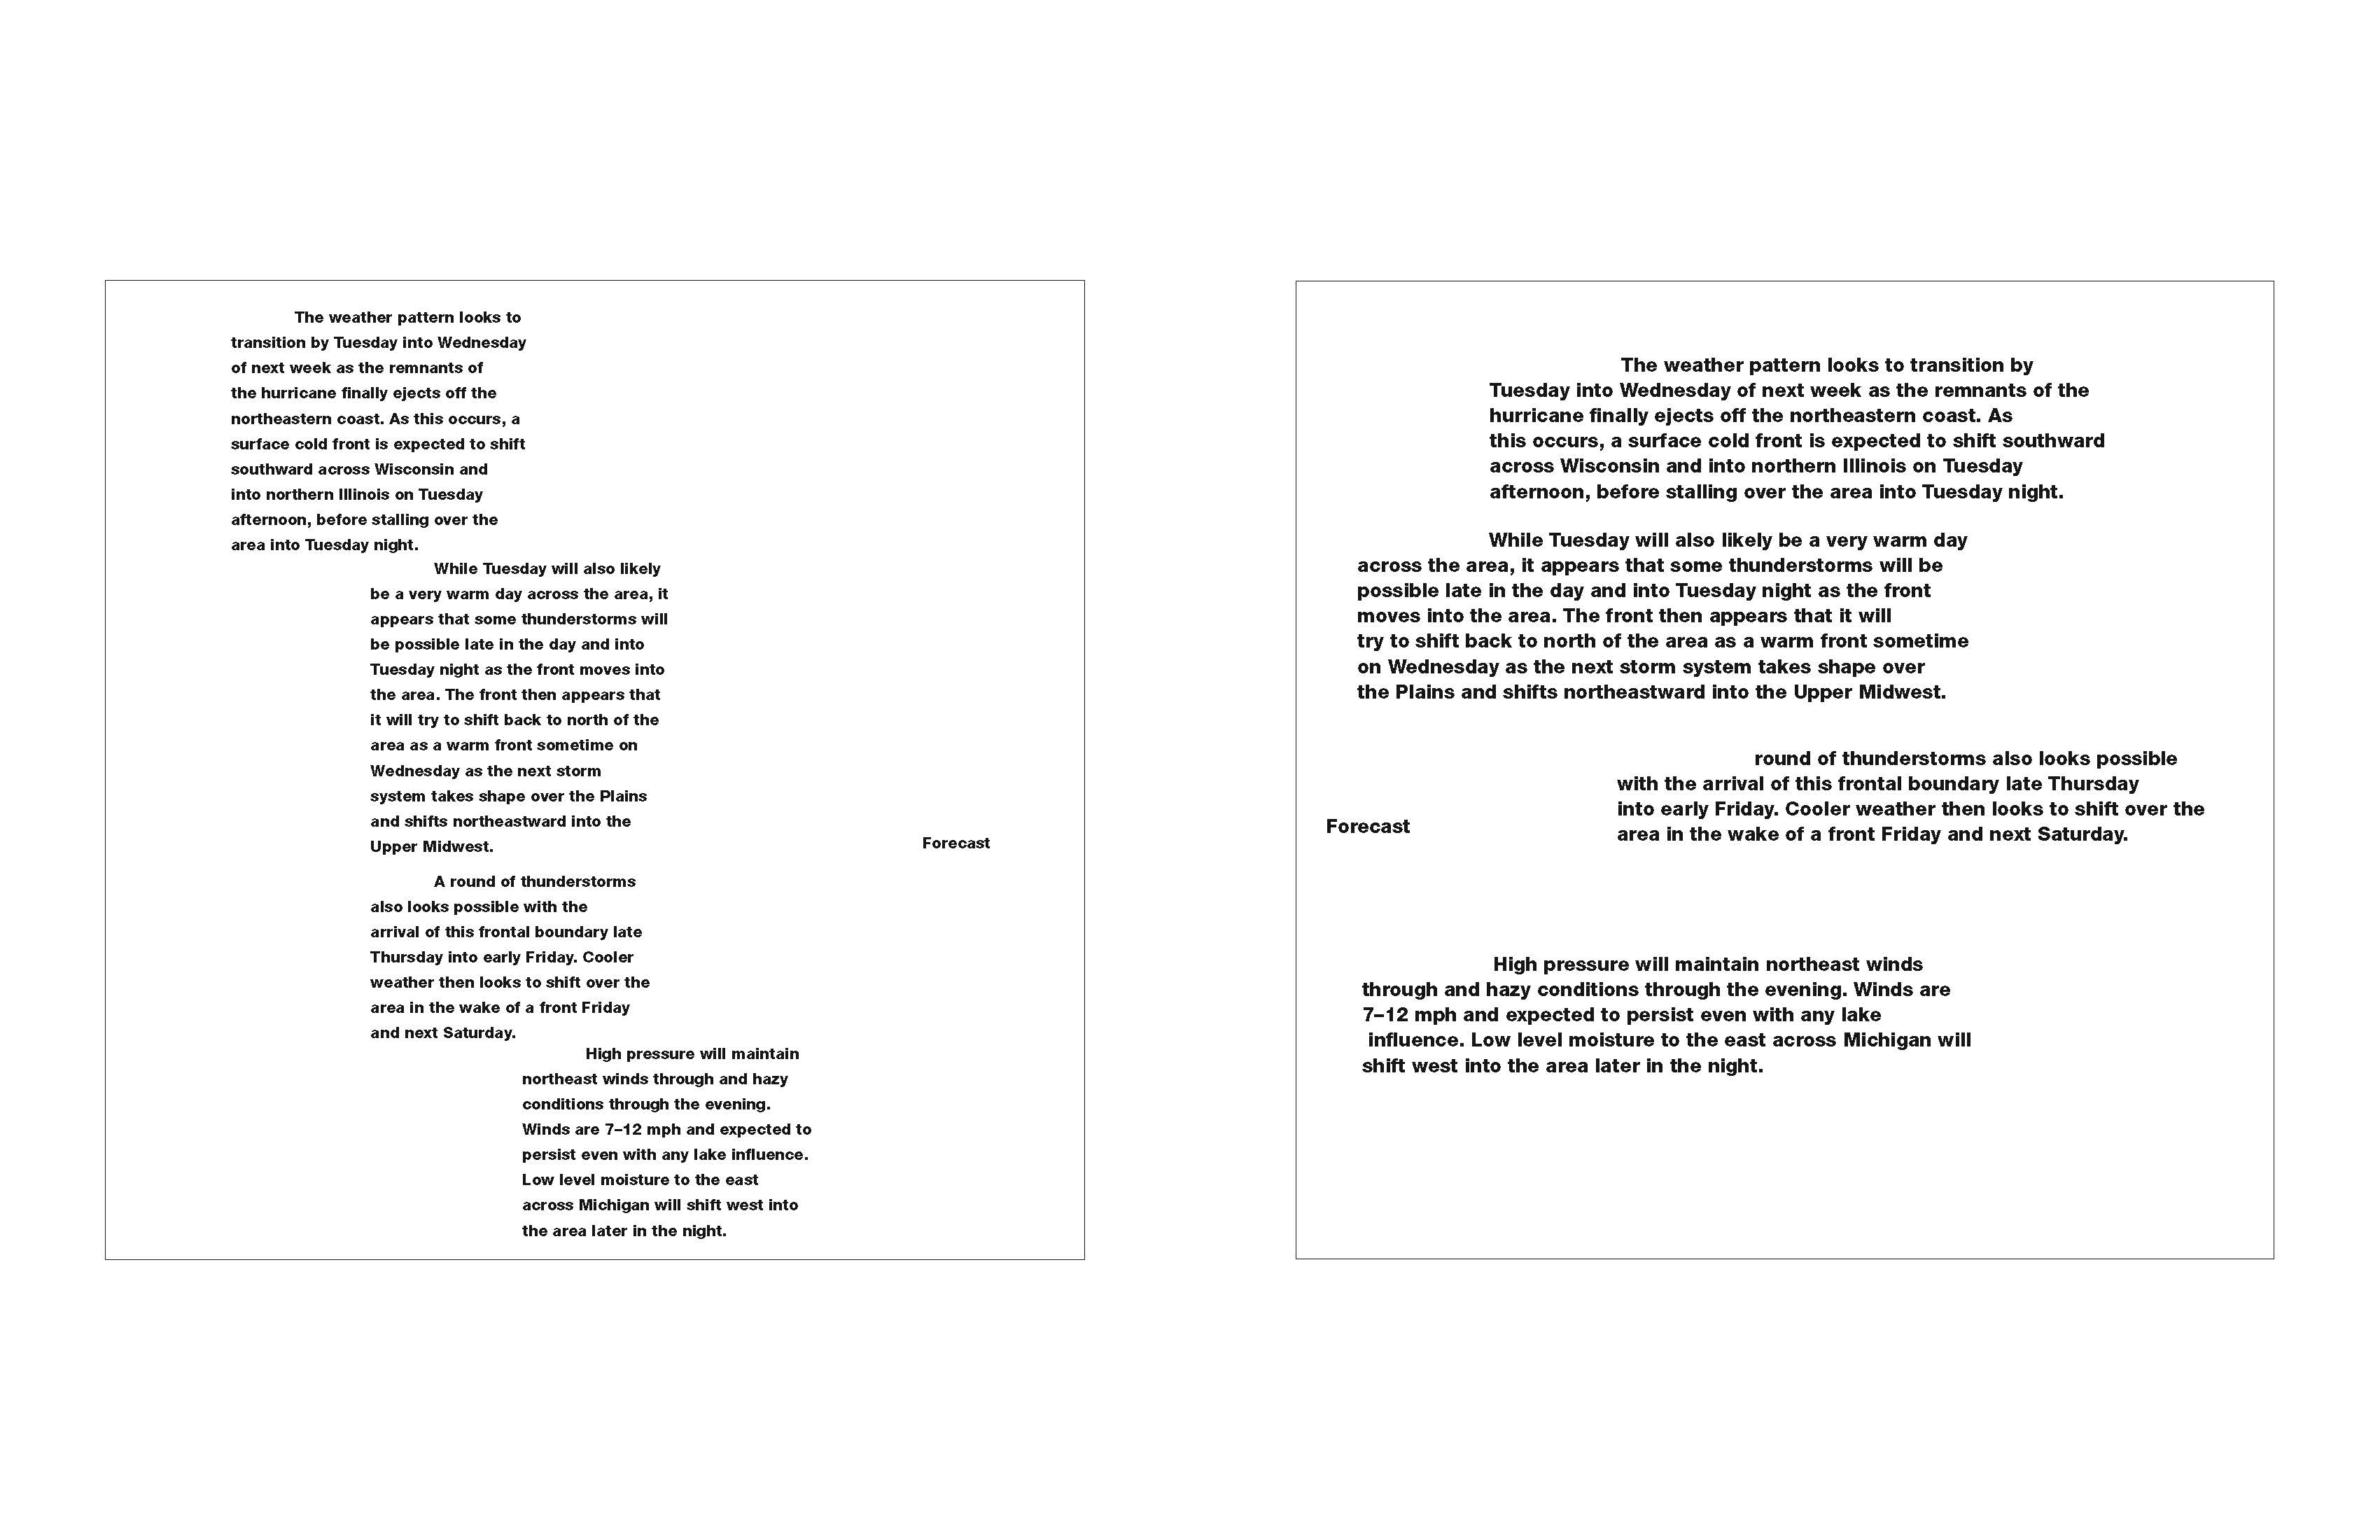 The weather pattern looks to
transition by Tuesday into Wednesday
of next week as the remnants of
the hurricane finally ejects off the
northeastern coast. As this occurs, a
surface cold front is expected to shift
southward across Wisconsin and
into northern Illinois on Tuesday
afternoon, before stalling over the
area into Tuesday night.
While Tuesday will also likely
be a very warm day across the area, it
appears that some thunderstorms will
be possible late in the day and into
Tuesday night as the front moves into
the area. The front then appears that
it will try to shift back to north of the
area as a warm front sometime on
Wednesday as the next storm
system takes shape over the Plains
and shifts northeastward into the
Upper Midwest.
Forecast
A round of thunderstorms
also looks possible with the
arrival of this frontal boundary late
Thursday into early Friday. Cooler
weather then looks to shift over the
area in the wake of a front Friday
and next Saturday.
High pressure will maintain
northeast winds through and hazy
conditions through the evening.
Winds are 7–12 mph and expected to
persist even with any lake influence.
Low level moisture to the east
across Michigan will shift west into
the area later in the night.
The weather pattern looks to transition by
Tuesday into Wednesday of next week as the remnants of the
hurricane finally ejects off the northeastern coast. As
this occurs, a surface cold front is expected to shift southward
across Wisconsin and into northern Illinois on Tuesday
afternoon, before stalling over the area into Tuesday night.
While Tuesday will also likely be a very warm day
across the area, it appears that some thunderstorms will be
possible late in the day and into Tuesday night as the front
moves into the area. The front then appears that it will
try to shift back to north of the area as a warm front sometime
on Wednesday as the next storm system takes shape over
the Plains and shifts northeastward into the Upper Midwest.
round of thunderstorms also looks possible
with the arrival of this frontal boundary late Thursday
into early Friday. Cooler weather then looks to shift over the
area in the wake of a front Friday and next Saturday.
Forecast
High pressure will maintain northeast winds
through and hazy conditions through the evening. Winds are
7–12 mph and expected to persist even with any lake
influence. Low level moisture to the east across Michigan will
shift west into the area later in the night.